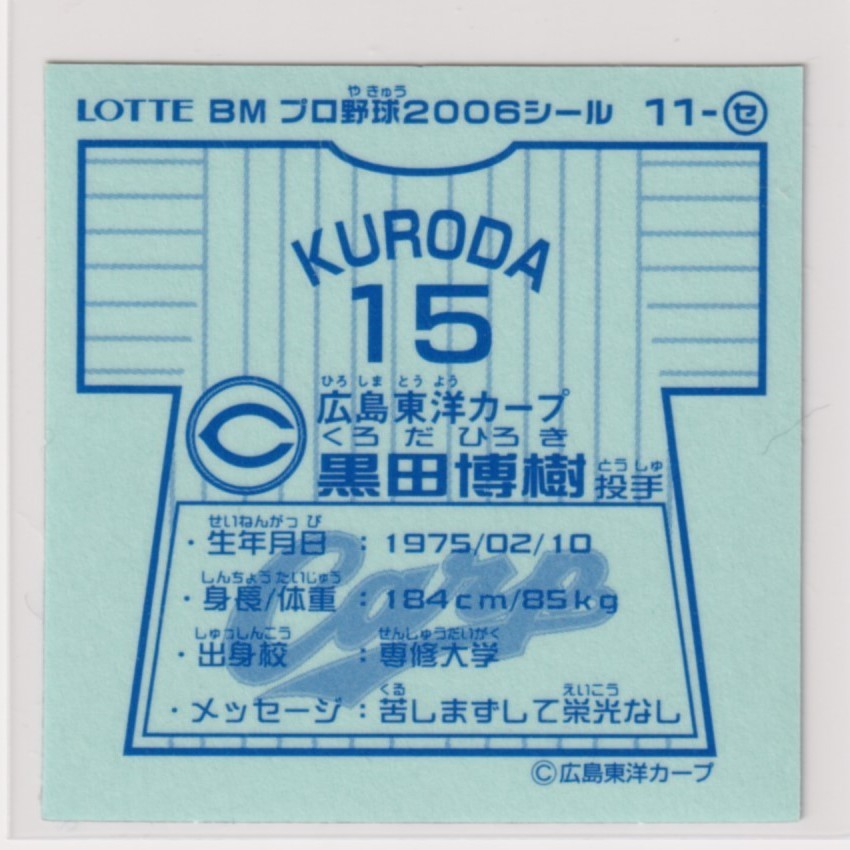 やきゅう
LOTTE BM プロ野球2006シール 11-セ
KURODA
15
ひろしまとうよう
広島東洋カープ
くろだひろき
黒田博樹
とうしゅ
投手
せいねんがっぴ
・生年月日 : 1975/02/10
しんちょう たいじゅう
・身長/体重 : 184cm/85kg
しゅっしんこう せんしゅうだいがく
・出身校 : 専修大学
くる えいこう
・メッセージ : 苦しまずして栄光なし
Carp
©広島東洋カープ